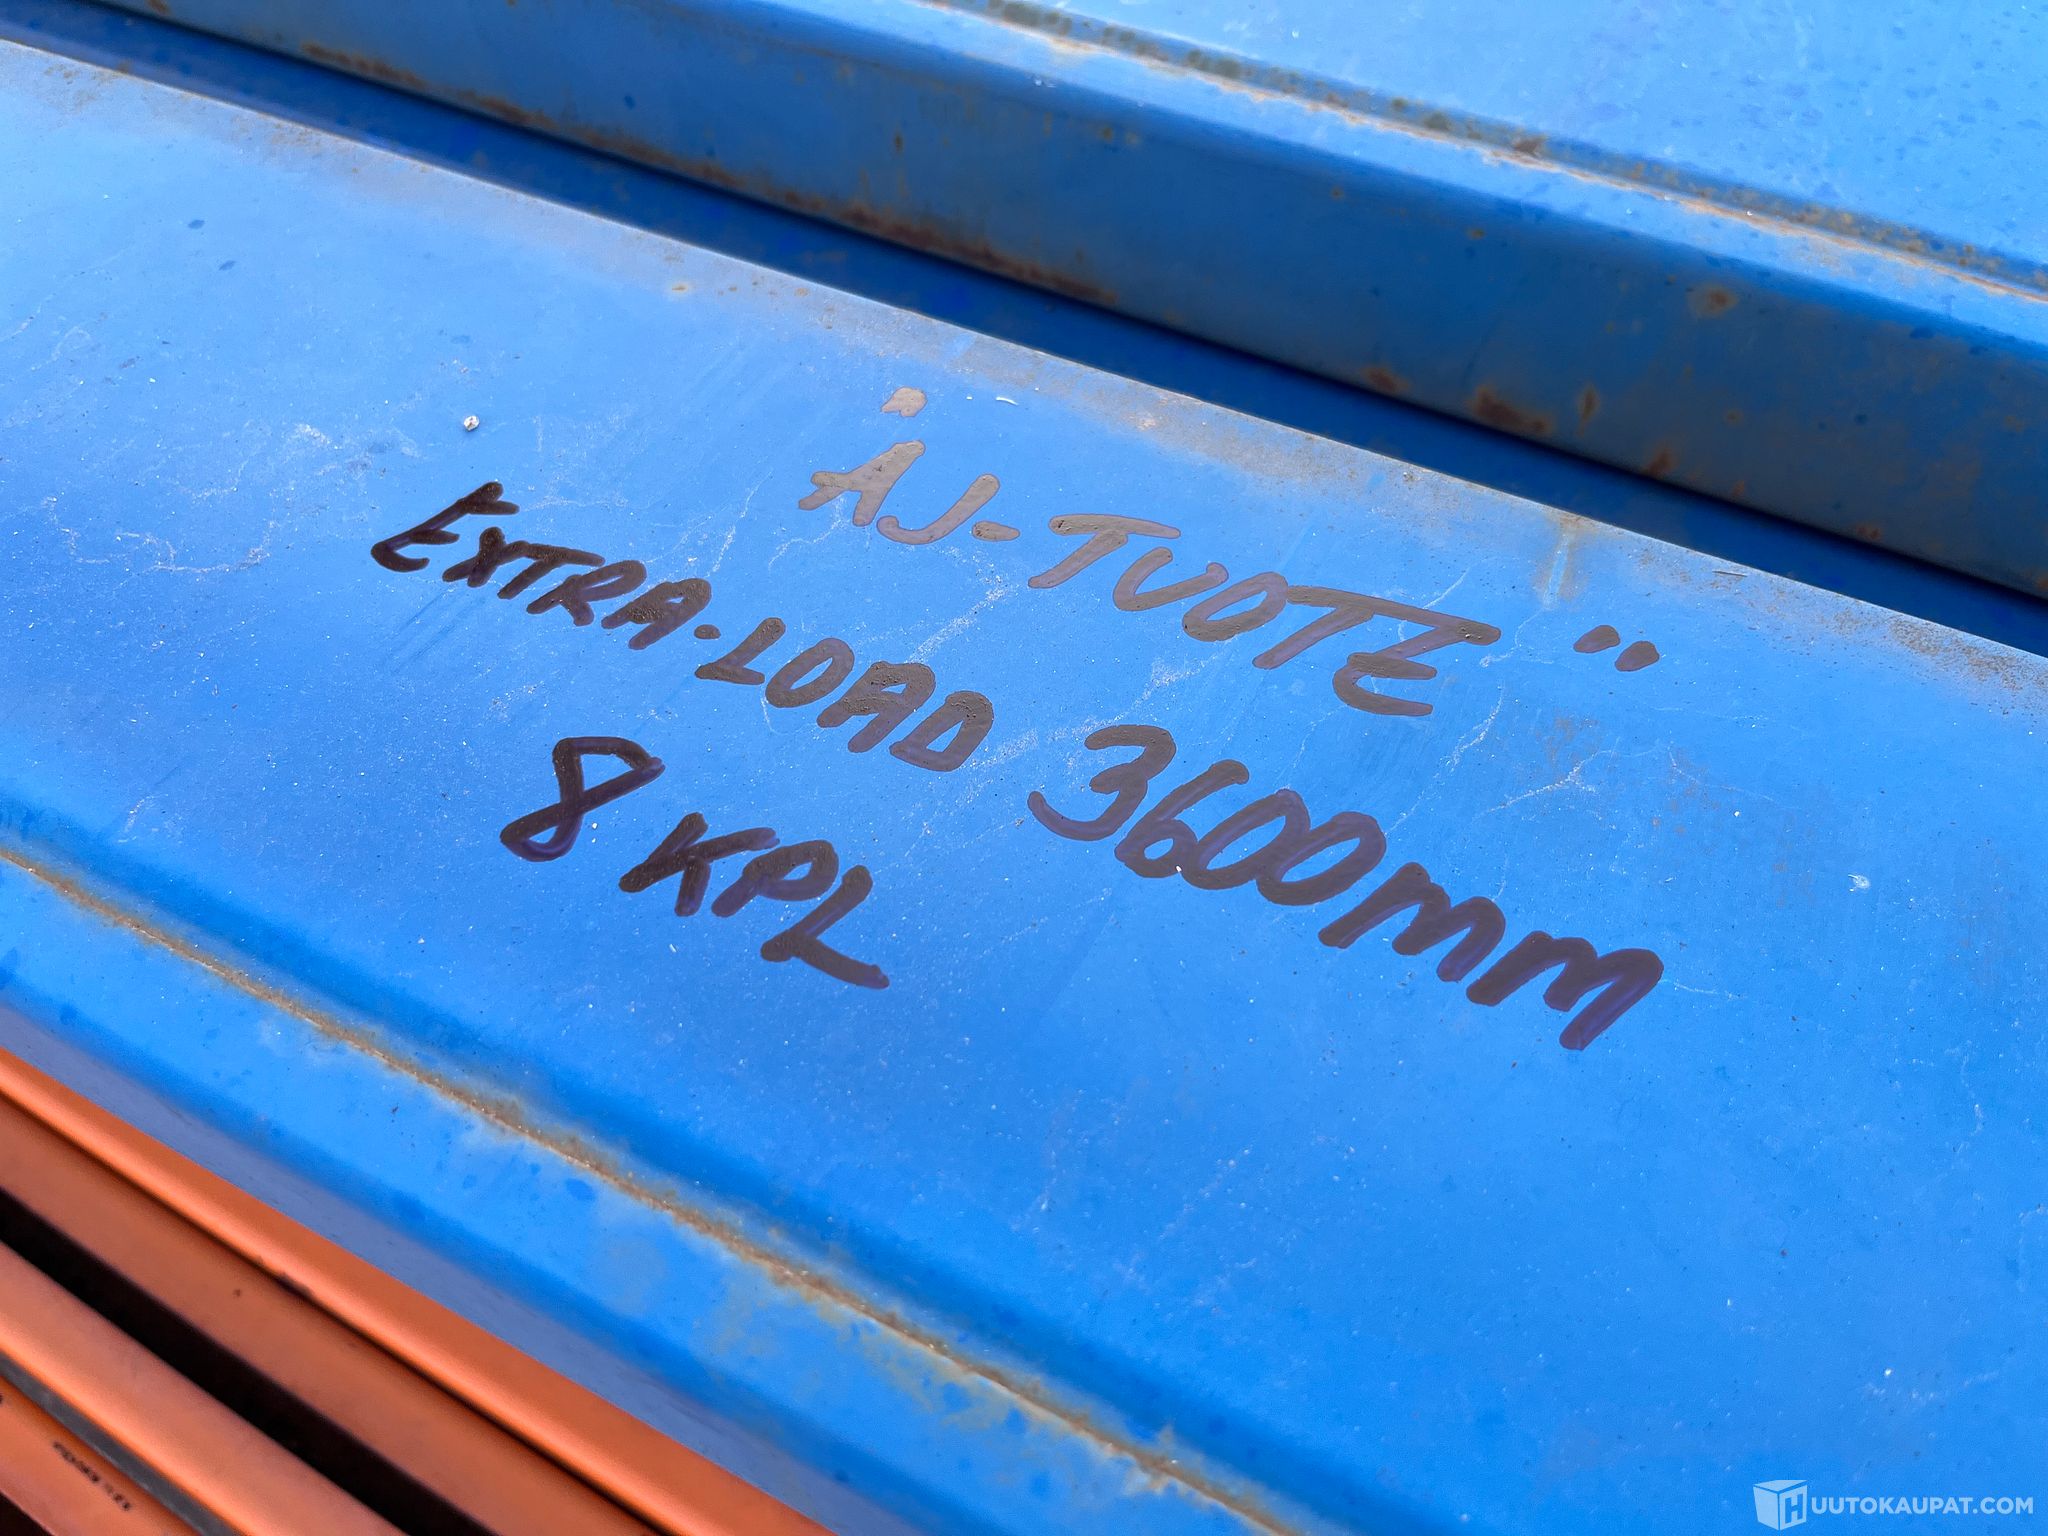 "AJ-TUOTE"
EXTRA-LOAD 3600MM
8 KPL
HUUTOKAUPAT.COM